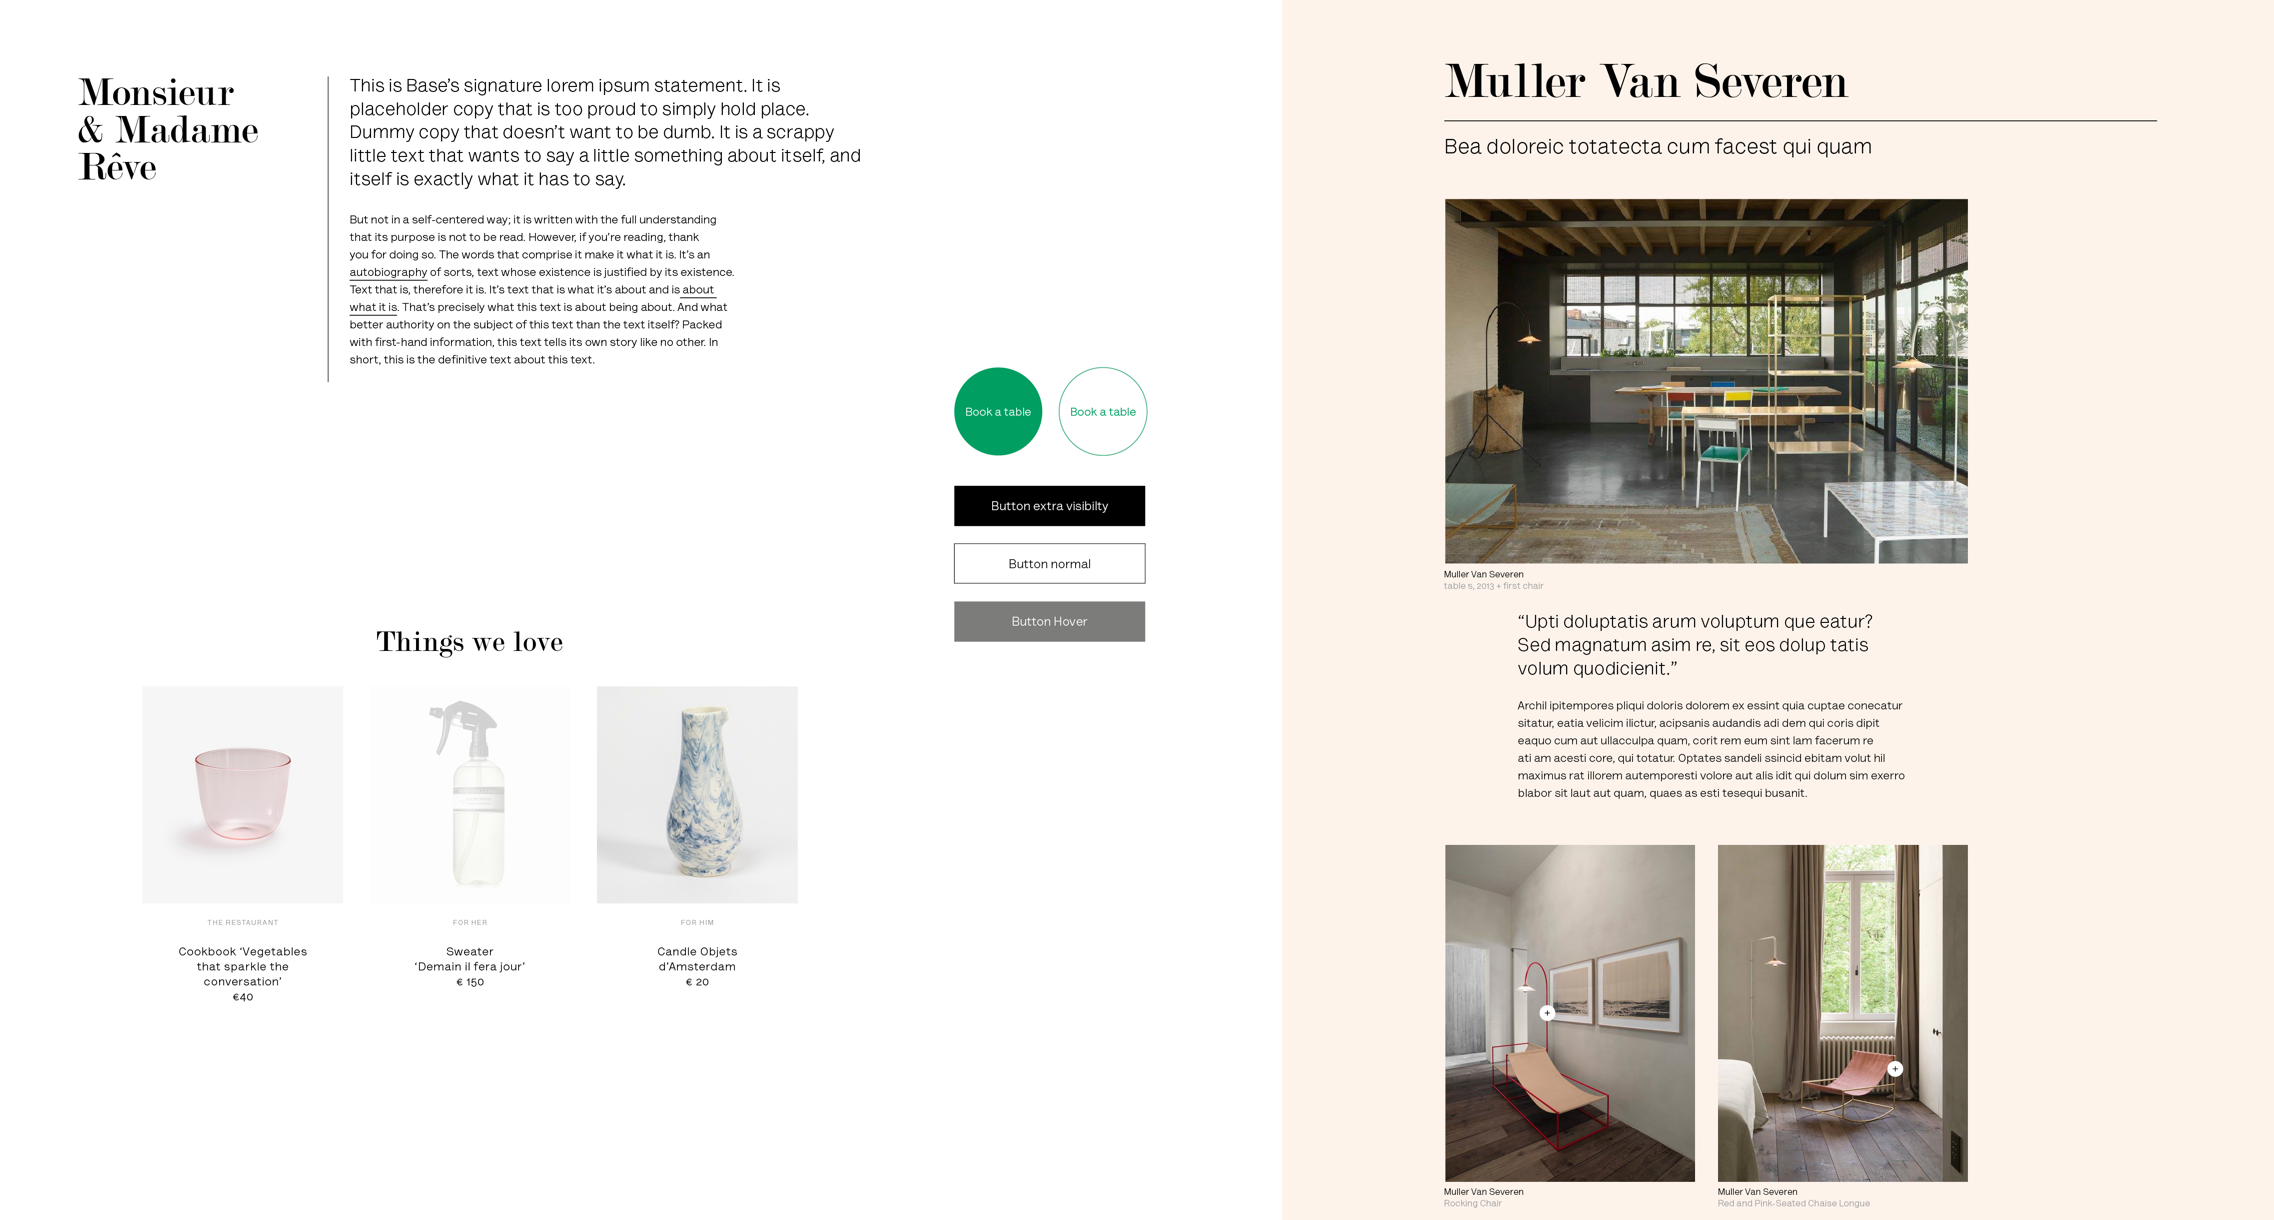 Monsieur
& Madame
Rêve
This is Base’s signature lorem ipsum statement. It is
placeholder copy that is too proud to simply hold place.
Dummy copy that doesn’t want to be dumb. It is a scrappy
little text that wants to say a little something about itself, and
itself is exactly what it has to say.
But not in a self-centered way; it is written with the full understanding
that its purpose is not to be read. However, if you’re reading, thank
you for doing so. The words that comprise it make it what it is. It’s an
autobiography of sorts, text whose existence is justified by its existence.
Text that is, therefore it is. It’s text that is what it’s about and is about
what it is. That’s precisely what this text is about being about. And what
better authority on the subject of this text than the text itself? Packed
with first-hand information, this text tells its own story like no other. In
short, this is the definitive text about this text.
Book a table
Book a table
Button extra visibilty
Button normal
Button Hover
Things we love
THE RESTAURANT
Cookbook ‘Vegetables
that sparkle the
conversation’
€40
FOR HER
Sweater
‘Demain il fera jour’
€ 150
FOR HIM
Candle Objets
d’Amsterdam
€ 20
Muller Van Severen
Bea doloreic totatecta cum facest qui quam
Muller Van Severen
table s, 2013 + first chair
“Upti doluptatis arum voluptum que eatur?
Sed magnatum asim re, sit eos dolup tatis
volum quodicienit.”
Archil ipitempores pliqui doloris dolorem ex essint quia cuptae conecatur
sitatur, eatia velicim ilictur, acipsanis audandis adi dem qui coris dipit
eaquo cum aut ullacculpa quam, corit rem eum sint lam facerum re
ati am acesti core, qui totatur. Optates sandeli ssincid ebitam volut hil
maximus rat illorem autemporesti volore aut alis idit qui dolum sim exerro
blabor sit laut aut quam, quaes as esti tesequi busanit.
Muller Van Severen
Rocking Chair
Muller Van Severen
Red and Pink-Seated Chaise Longue